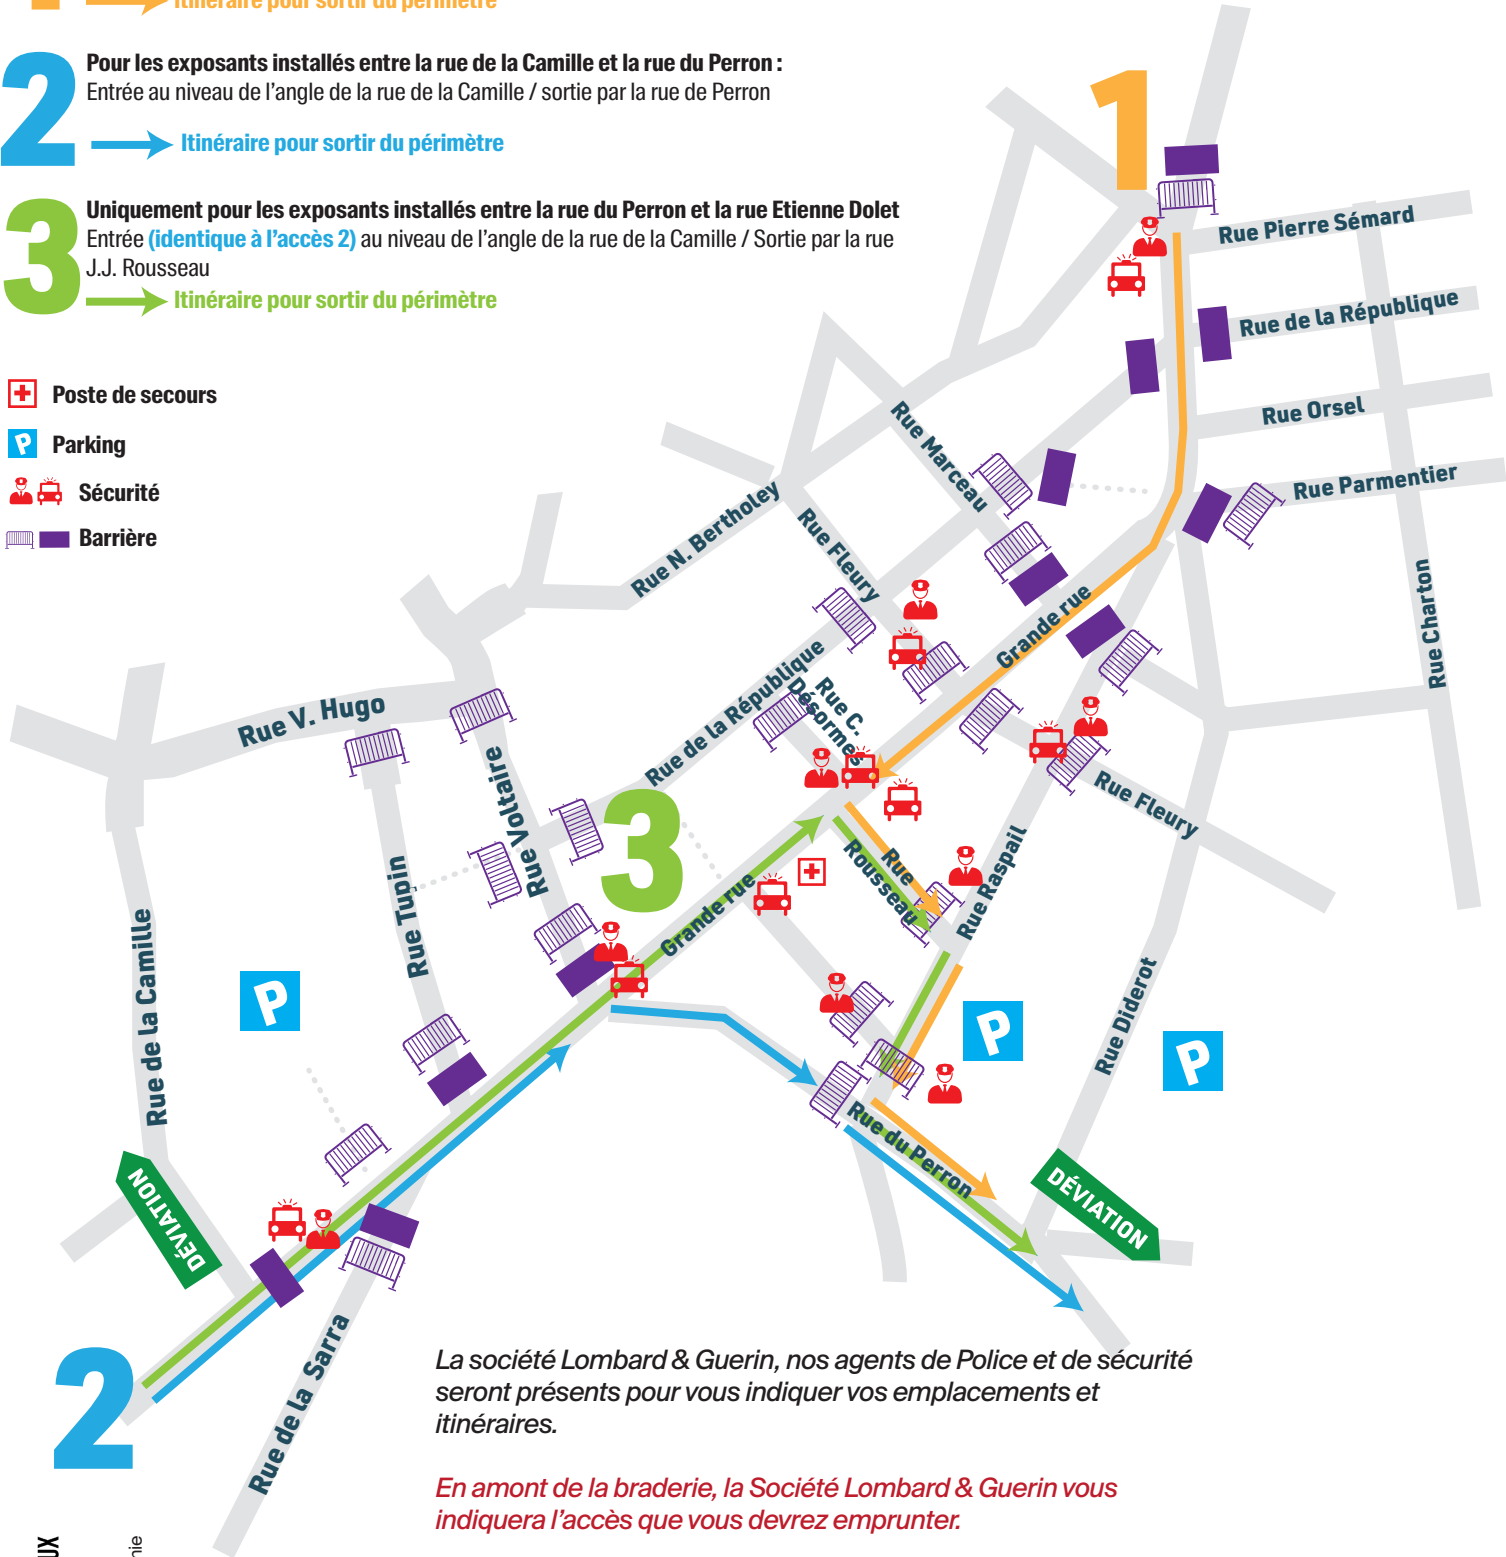 1
Itinéraire pour sortir du périmètre
2
Pour les exposants installés entre la rue de la Camille et la rue du Perron :
Entrée au niveau de l'angle de la rue de la Camille / sortie par la rue de Perron
Itinéraire pour sortir du périmètre
3
Uniquement pour les exposants installés entre la rue du Perron et la rue Etienne Dolet
Entrée (identique à l'accès 2) au niveau de l'angle de la rue de la Camille / Sortie par la rue
J.J. Rousseau
Itinéraire pour sortir du périmètre
Poste de secours
P Parking
Sécurité
Barrière
1
Rue Pierre Sémard
Rue de la République
Rue Orsel
Rue Parmentier
Rue Charton
Rue Marceau
Rue N. Bertholey
Rue Fleury
Grande rue
Rue de la République
Rue C.
Désormes
Rue V. Hugo
Rue Voltaire
Rue Tupin
Rue de la Camille
3
Grande rue
Rue
Rousseau
Rue Raspail
Rue Fleury
Rue Diderot
P
P
P
Rue du Perron
DÉVIATION
DÉVIATION
2
Rue de la Sarra
La société Lombard & Guerin, nos agents de Police et de sécurité
seront présents pour vous indiquer vos emplacements et
itinéraires.
En amont de la braderie, la Société Lombard & Guerin vous
indiquera l'accès que vous devrez emprunter.